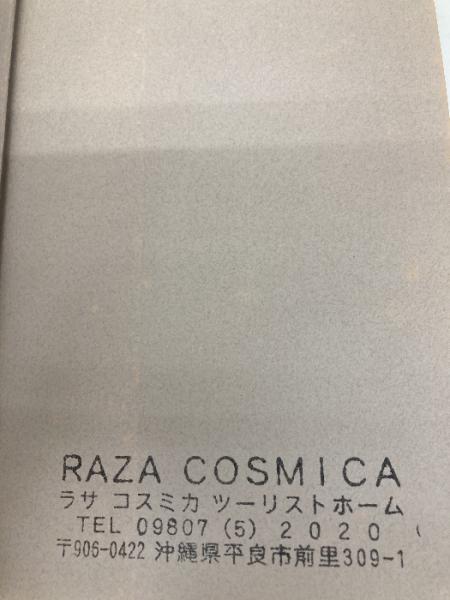 RAZA COSMICA
ラサ コスミカ ツーリストホーム
TEL 09807 (5) 2020
〒906-0422 沖縄県平良市前里309-1